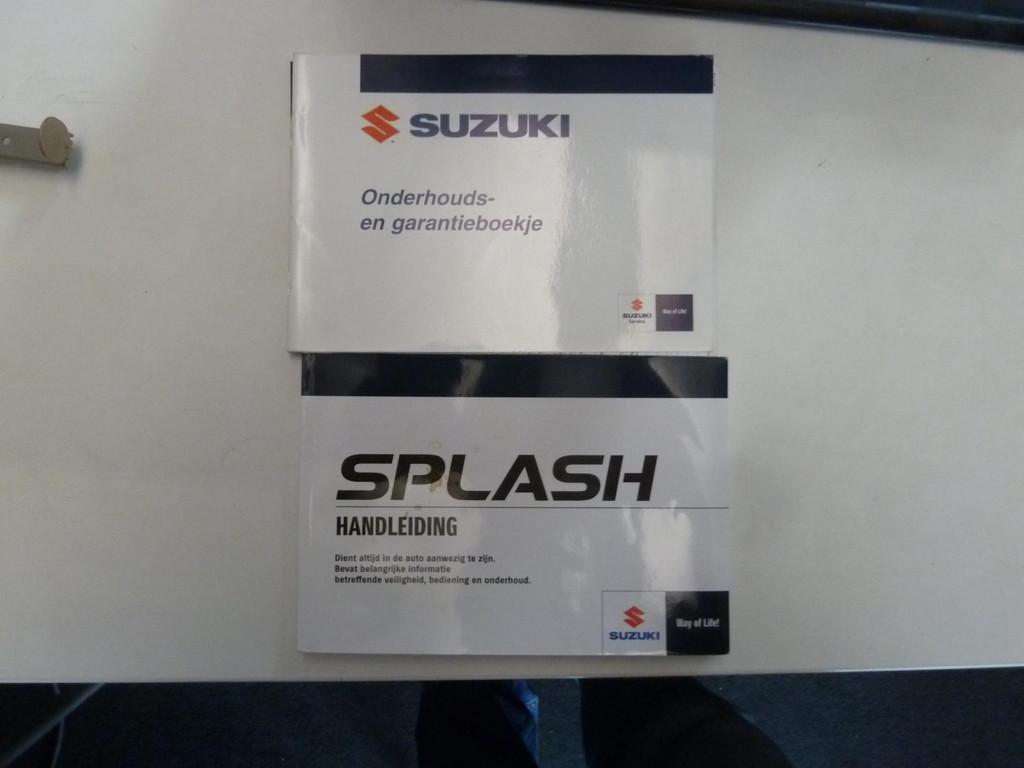 SUZUKI
Onderhouds-
en garantieboekje
SUZUKI
Service
Way of Life!
SPLASH
HANDLEIDING
Dient altijd in de auto aanwezig te zijn.
Bevat belangrijke informatie
betreffende veiligheid, bediening en onderhoud.
SUZUKI
Way of Life!